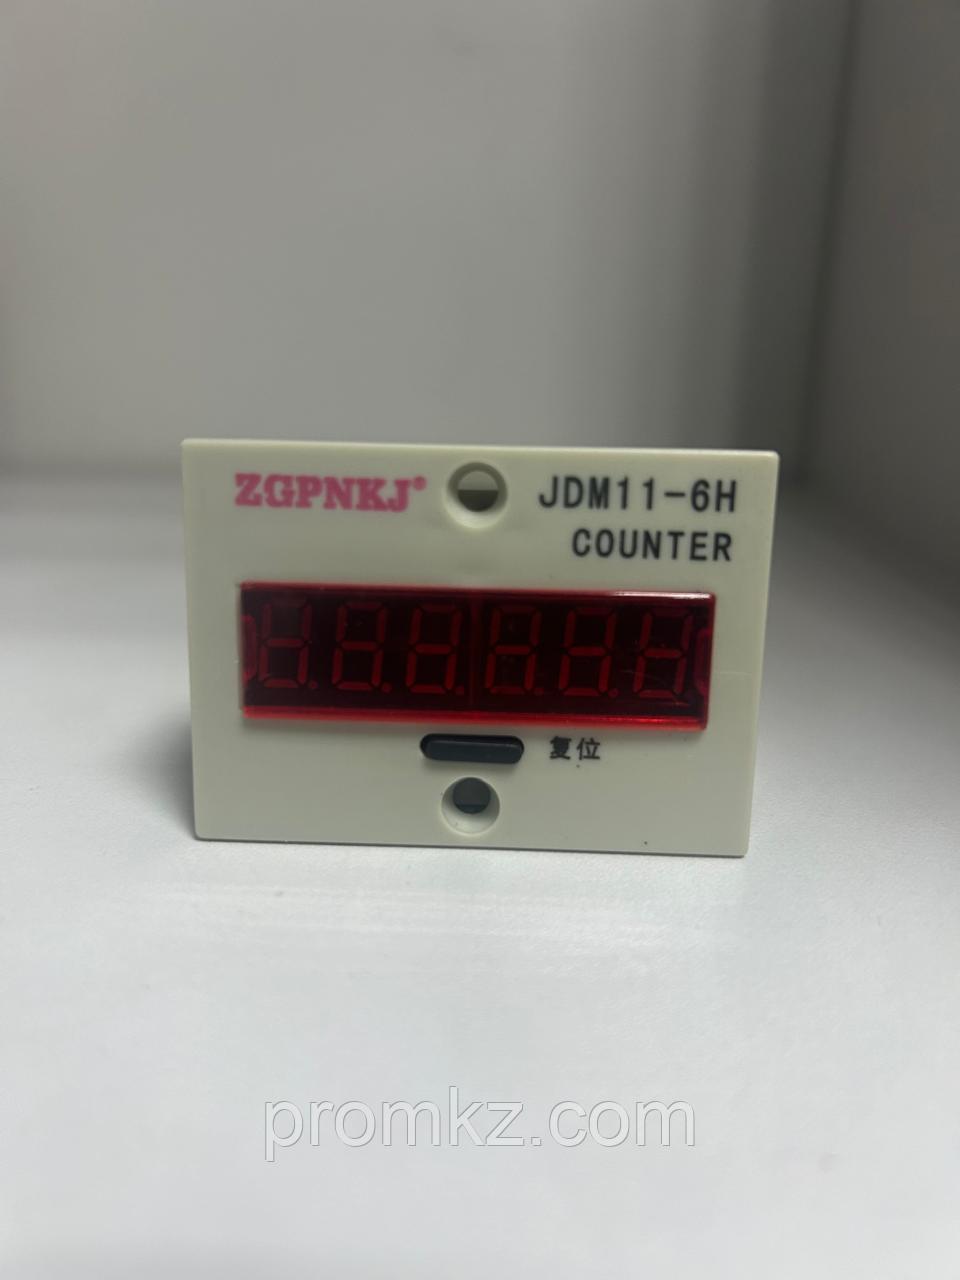 ZGPNKJ®
JDM11-6H
COUNTER
复位
promkz.com